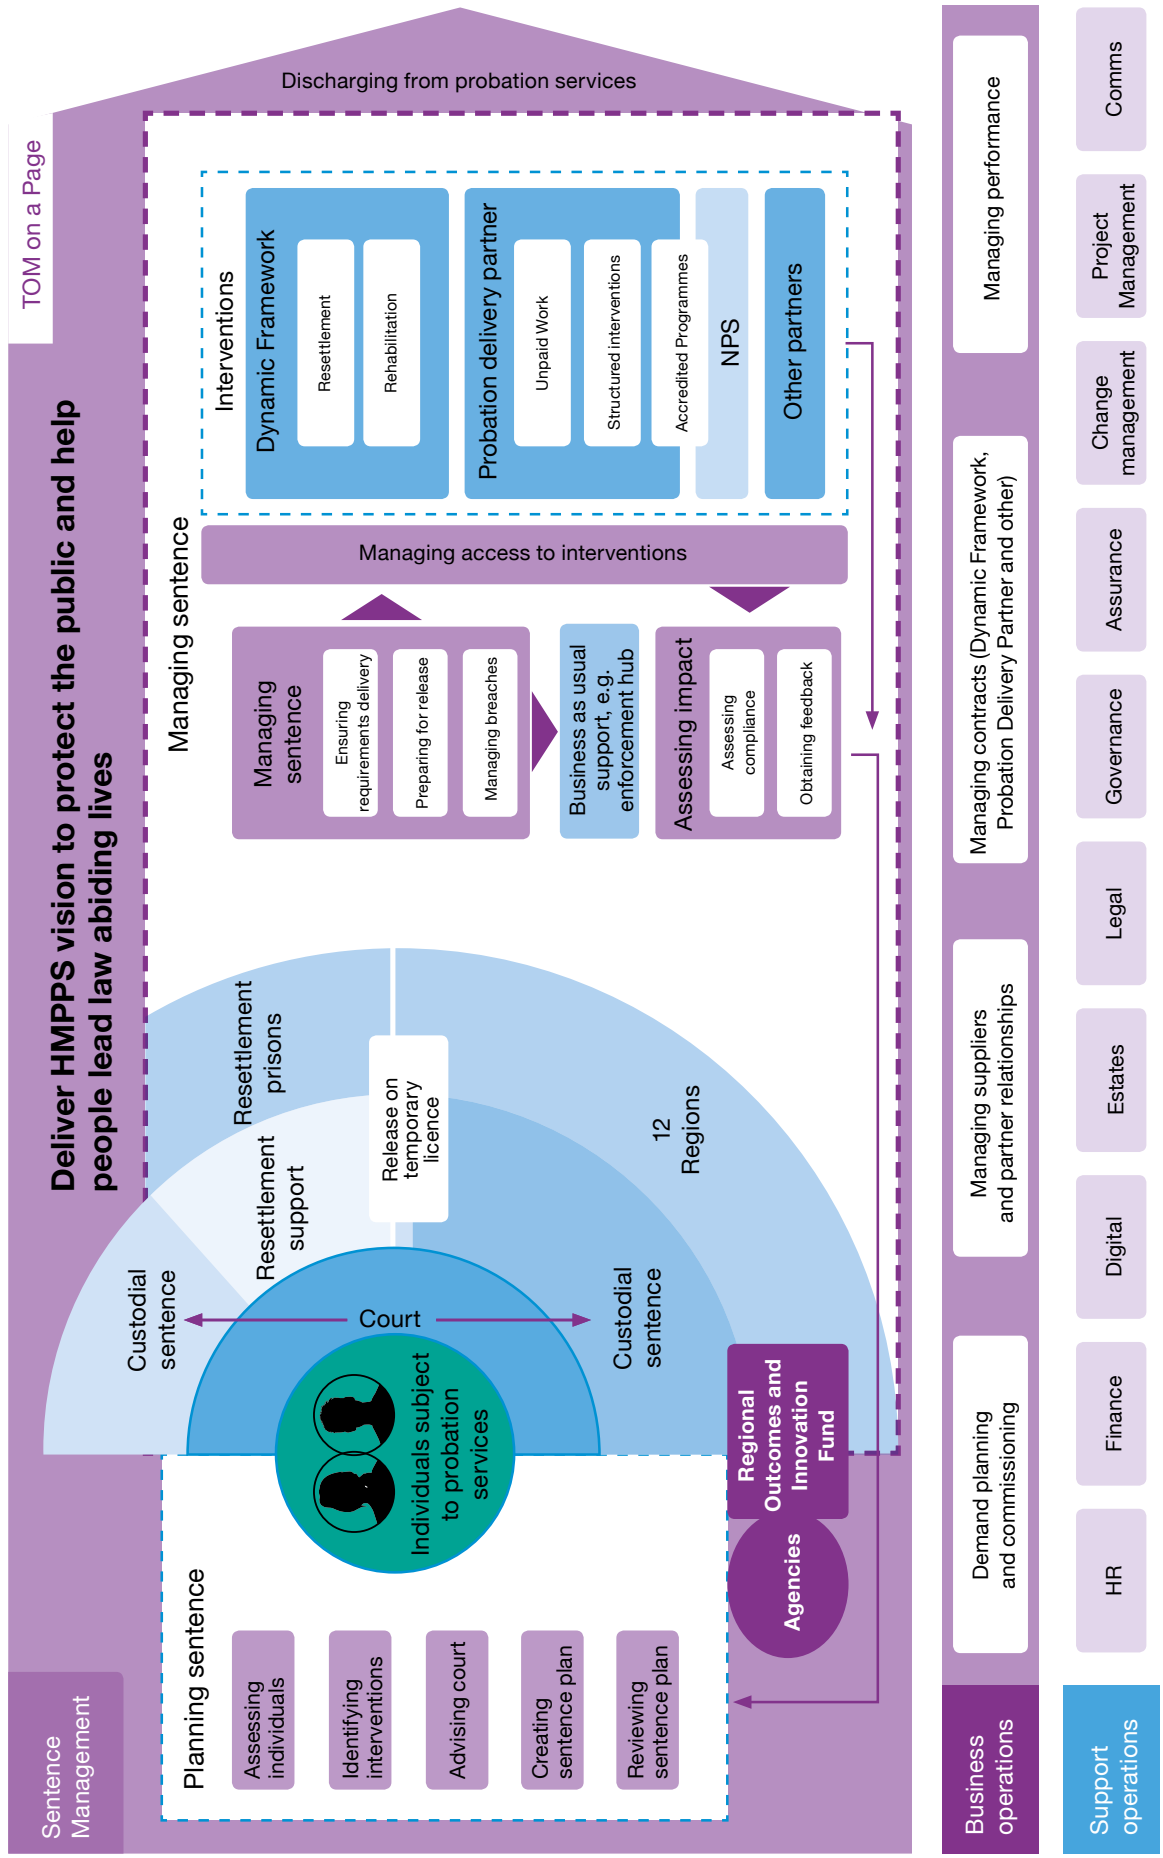 Sentence
Management
Deliver HMPPS vision to protect the public and help
people lead law abiding lives
TOM on a Page
Planning sentence
Assessing
individuals
Identifying
interventions
Advising court
Creating
sentence plan
Reviewing
sentence plan
Individuals subject
to probation
services
Court
Custodial
sentence
Custodial
sentence
Resettlement
support
Resettlement
prisons
Release on
temporary
licence
12
Regions
Regional
Outcomes and
Innovation
Fund
Agencies
Managing sentence
Managing
sentence
Ensuring
requirements delivery
Preparing for release
Managing breaches
Business as usual
support, e.g.
enforcement hub
Assessing impact
Assessing
compliance
Obtaining feedback
Managing access to interventions
Interventions
Dynamic Framework
Resettlement
Rehabilitation
Probation delivery partner
Unpaid Work
Structured interventions
Accredited Programmes
NPS
Other partners
Discharging from probation services
Business
operations
Demand planning
and commissioning
Managing suppliers
and partner relationships
Managing contracts (Dynamic Framework,
Probation Delivery Partner and other)
Managing performance
Support
operations
HR
Finance
Digital
Estates
Legal
Governance
Assurance
Change
management
Project
Management
Comms